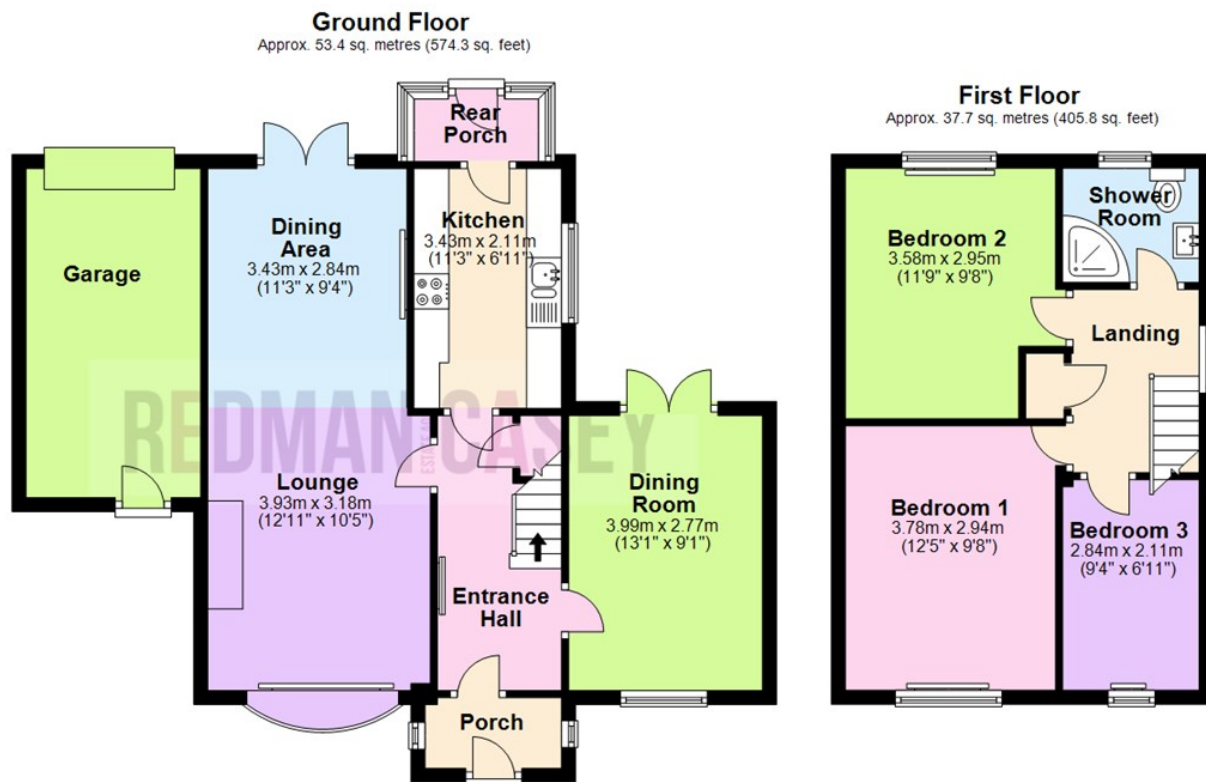 Ground Floor
Approx. 53.4 sq. metres (574.3 sq. feet)
Rear
Porch
Dining
Area
3.43m x 2.84m
(11'3" x 9'4")
Kitchen
3.43m x 2.11m
(11'3" x 6'11")
Garage
REDMAN CASEY
Lounge
3.93m x 3.18m
(12'11" x 10'5")
Dining
Room
3.99m x 2.77m
(13'1" x 9'1")
Entrance
Hall
Porch
First Floor
Approx. 37.7 sq. metres (405.8 sq. feet)
Shower
Room
Bedroom 2
3.58m x 2.95m
(11'9" x 9'8")
Landing
Bedroom 1
3.78m x 2.94m
(12'5" x 9'8")
Bedroom 3
2.84m x 2.11m
(9'4" x 6'11")